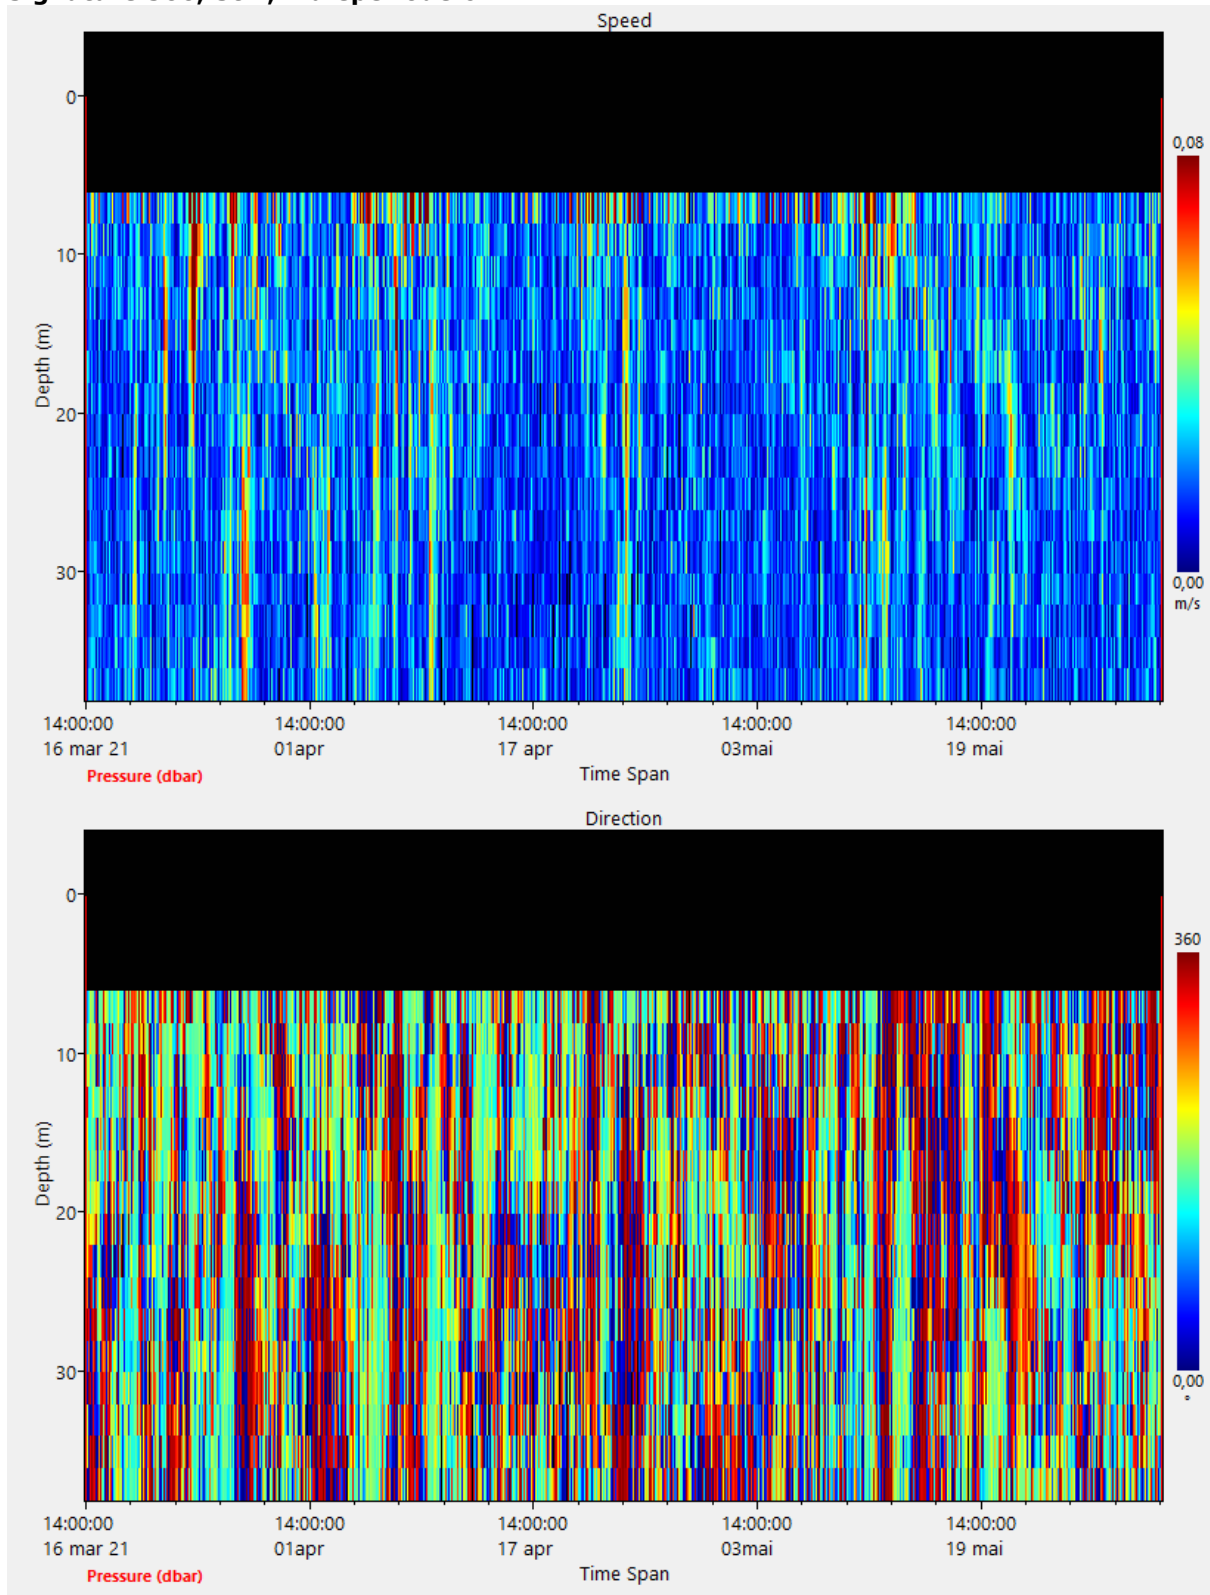 Speed
0
10
20
30
Depth (m)
0,08
0,00
m/s
14:00:00 14:00:00 14:00:00 14:00:00 14:00:00
16 mar 21 01apr 17 apr 03mai 19 mai
Pressure (dbar) Time Span
Direction
0
10
20
30
Depth (m)
360
0,00
°
14:00:00 14:00:00 14:00:00 14:00:00 14:00:00
16 mar 21 01apr 17 apr 03mai 19 mai
Pressure (dbar) Time Span